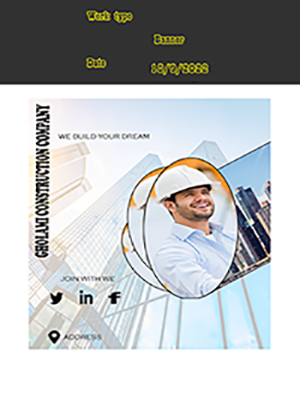 Work type
Banner
Date
18/7/2022
GHOLAMI CONSTRUCTION COMPANY
WE BUILD YOUR DREAM
JOIN WITH WE
ADDRESS